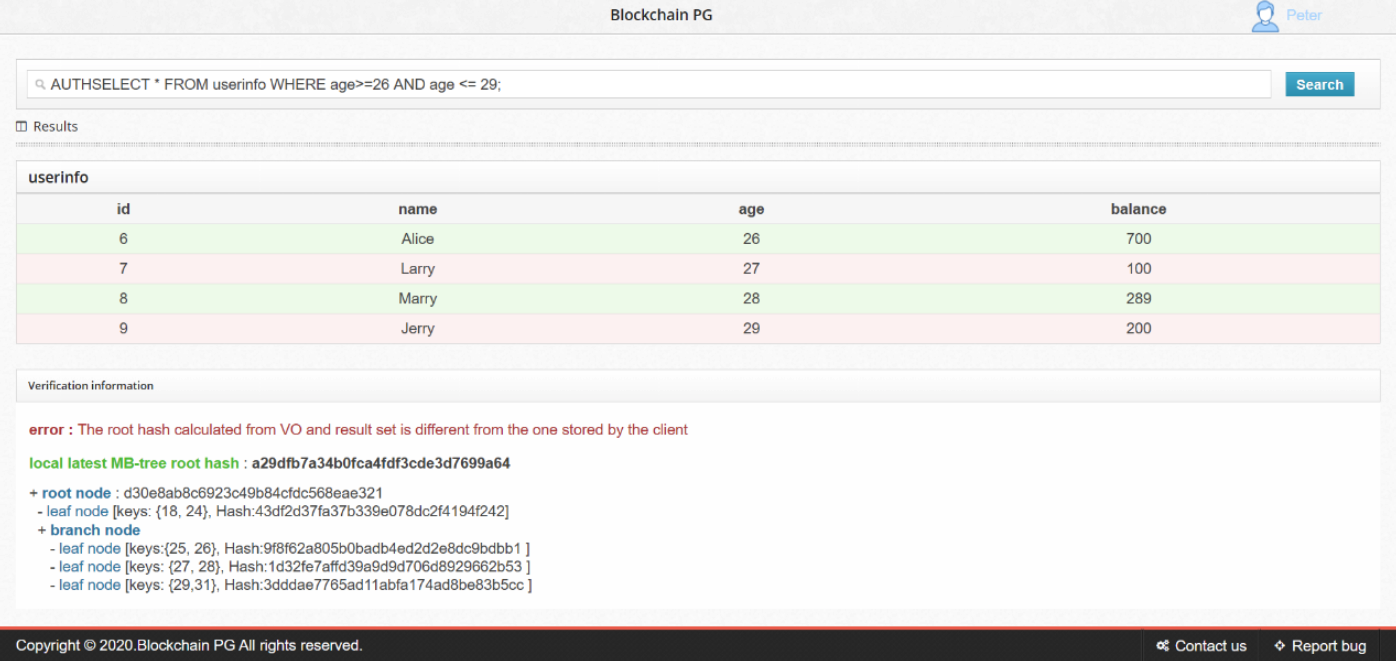 Blockchain PG
Peter
AUTHSELECT * FROM userinfo WHERE age>=26 AND age <= 29;
Search
Results
userinfo
id name age balance
6 Alice 26 700
7 Larry 27 100
8 Marry 28 289
9 Jerry 29 200
Verification information
error : The root hash calculated from VO and result set is different from the one stored by the client
local latest MB-tree root hash : a29dfb7a34b0fca4fdf3cde3d7699a64
+ root node : d30e8ab8c6923c49b84cfdc568eae321
- leaf node [keys: {18, 24}, Hash:43df2d37fa37b339e078dc2f4194f242]
+ branch node
- leaf node [keys:{25, 26}, Hash:9f8f62a805b0badb4ed2d2e8dc9bdbb1 ]
- leaf node [keys: {27, 28}, Hash:1d32fe7affd39a9d9d706d8929662b53 ]
- leaf node [keys: {29,31}, Hash:3dddae7765ad11abfa174ad8be83b5cc ]
Copyright © 2020.Blockchain PG All rights reserved.
Contact us
Report bug